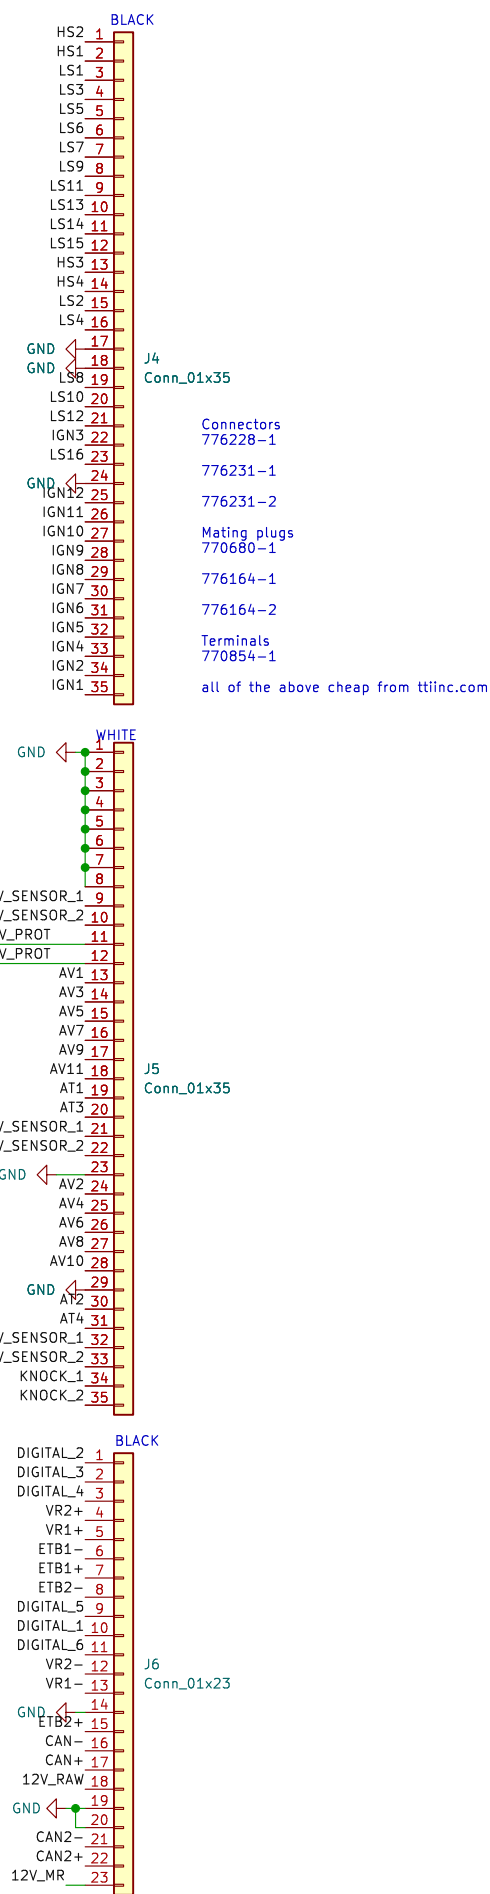 BLACK
HS2 1
HS1 2
LS1 3
LS3 4
LS5 5
LS6 6
LS7 7
LS9 8
LS11 9
LS13 10
LS14 11
LS15 12
HS3 13
HS4 14
LS2 15
LS4 16
GND 17
GND 18
LS8 19
LS10 20
LS12 21
IGN3 22
LS16 23
GND 24
IGN12 25
IGN11 26
IGN10 27
IGN9 28
IGN8 29
IGN7 30
IGN6 31
IGN5 32
IGN4 33
IGN2 34
IGN1 35
J4
Conn_01x35
Connectors
776228-1
776231-1
776231-2
Mating plugs
770680-1
776164-1
776164-2
Terminals
770854-1
all of the above cheap from ttiinc.com
WHITE
GND 1
2
3
4
5
6
7
8
V_SENSOR_1 9
V_SENSOR_2 10
V_PROT 11
V_PROT 12
AV1 13
AV3 14
AV5 15
AV7 16
AV9 17
AV11 18
AT1 19
AT3 20
V_SENSOR_1 21
V_SENSOR_2 22
GND 23
AV2 24
AV4 25
AV6 26
AV8 27
AV10 28
GND 29
AT2 30
AT4 31
V_SENSOR_1 32
V_SENSOR_2 33
KNOCK_1 34
KNOCK_2 35
J5
Conn_01x35
BLACK
DIGITAL_2 1
DIGITAL_3 2
DIGITAL_4 3
VR2+ 4
VR1+ 5
ETB1- 6
ETB1+ 7
ETB2- 8
DIGITAL_5 9
DIGITAL_1 10
DIGITAL_6 11
VR2- 12
VR1- 13
GND 14
ETB2+ 15
CAN- 16
CAN+ 17
12V_RAW 18
GND 19
20
CAN2- 21
CAN2+ 22
12V_MR 23
J6
Conn_01x23